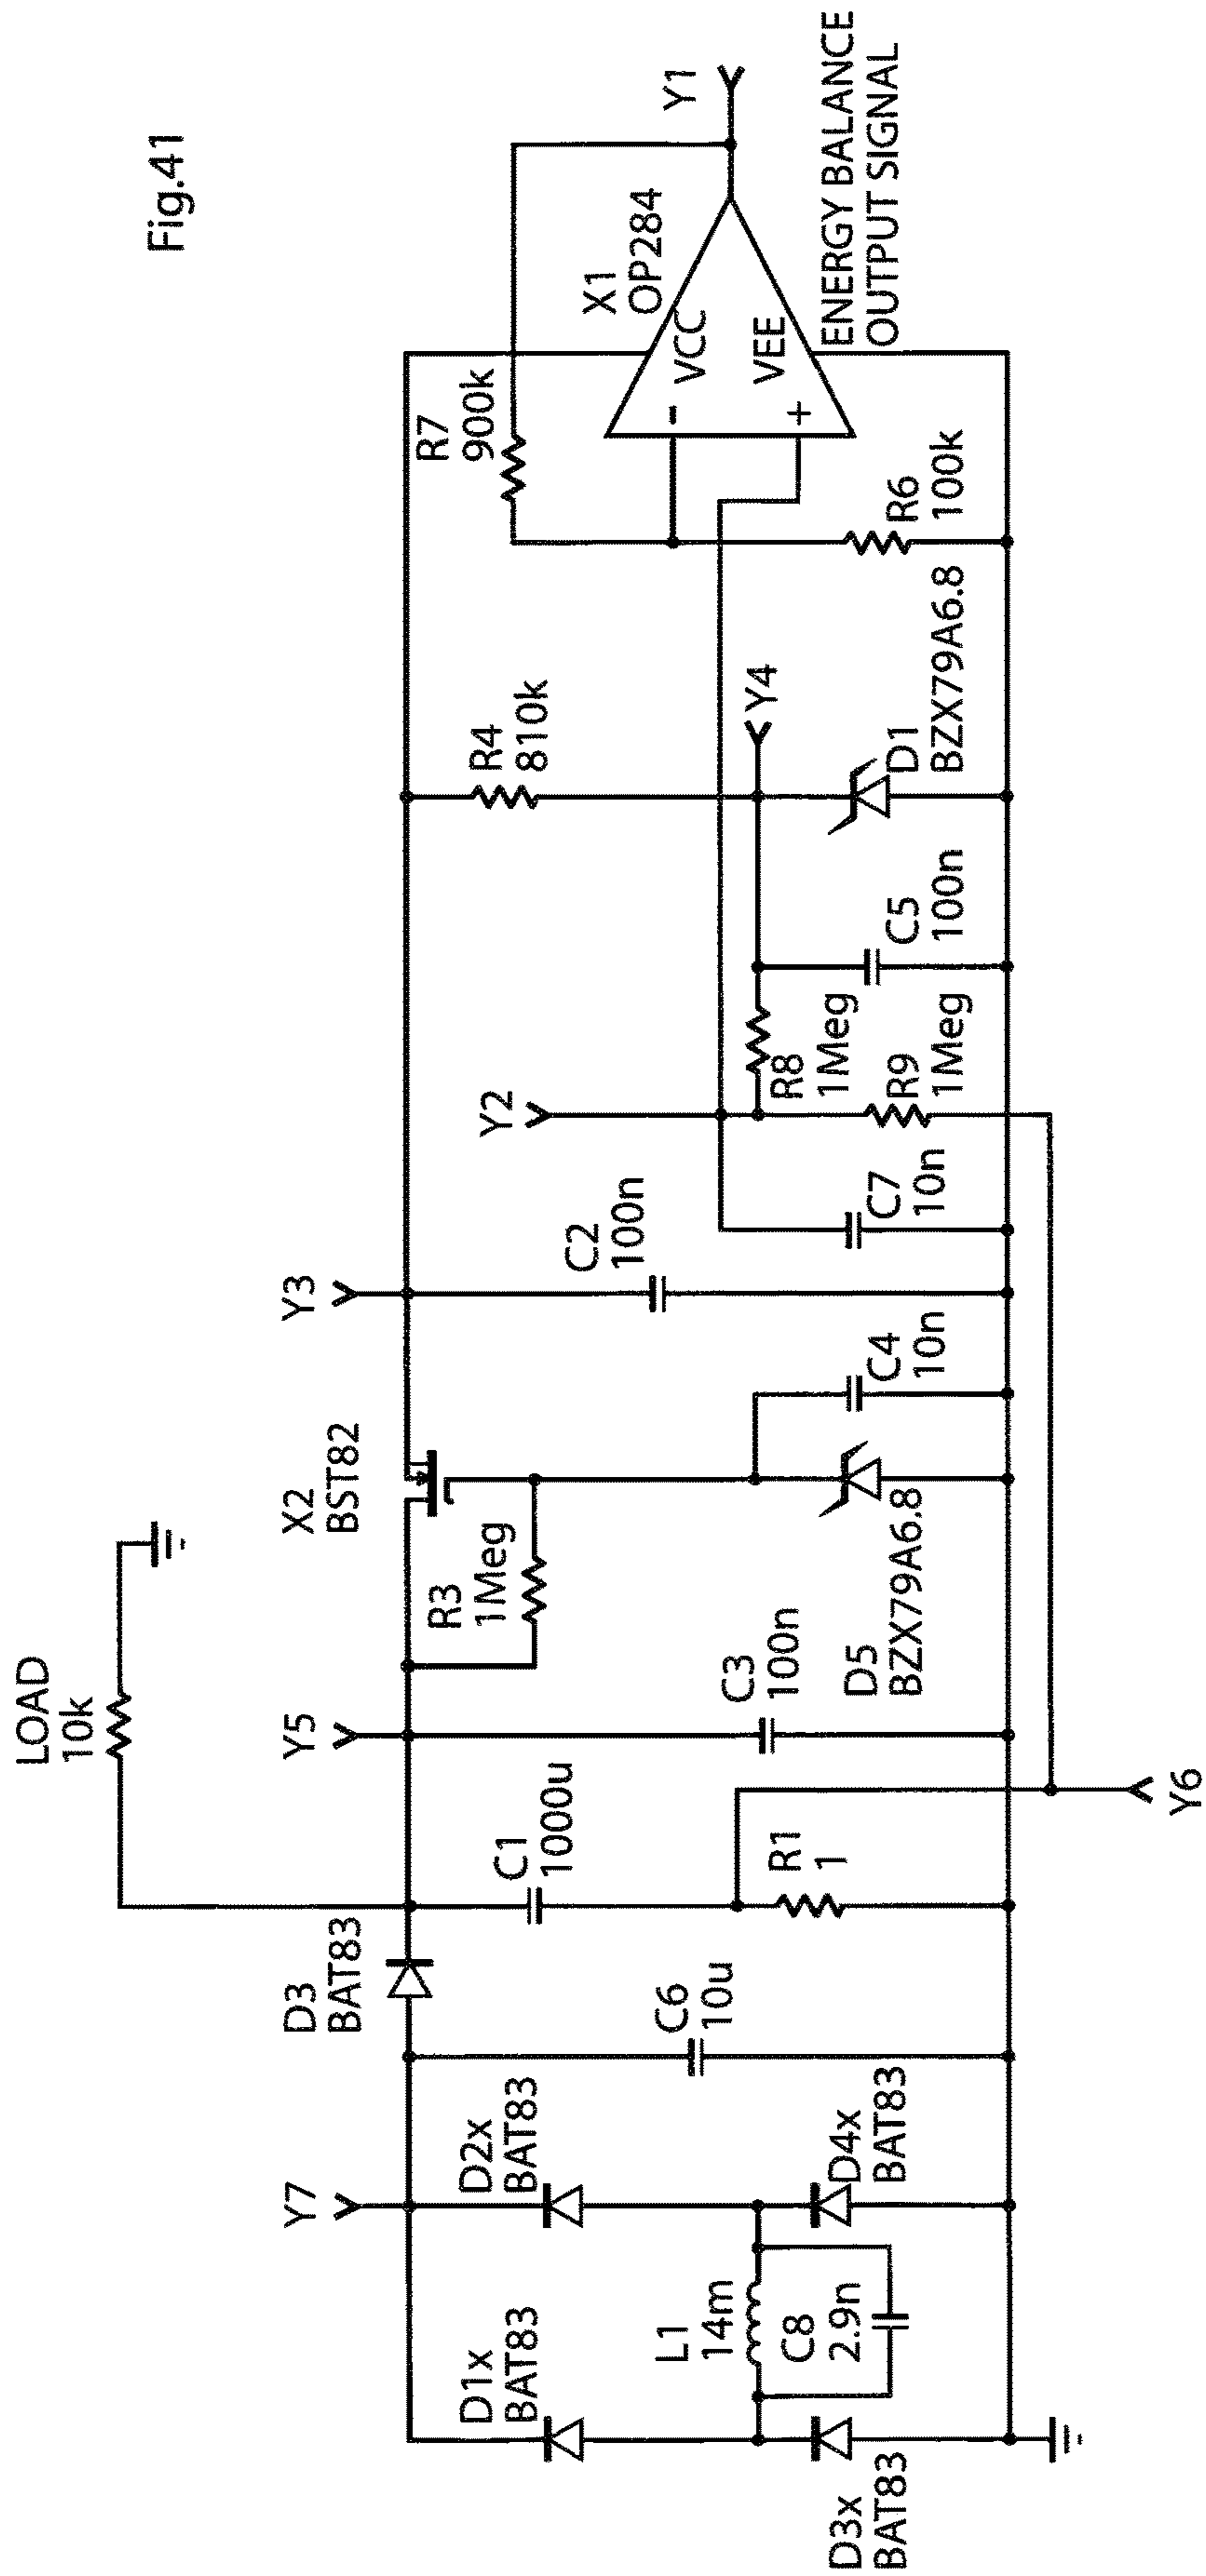 Fig.41
LOAD
10k
Y7
D3
BAT83
Y5
X2
BST82
Y3
Y2
D1x
BAT83
D2x
BAT83
C1
1000u
R3
1Meg
C2
100n
R4
810k
R7
900k
X1
OP284
Y1
L1
14m
C6
10u
C3
100n
Y4
VCC
VEE
-
+
C8
2.9n
R1
1
D3x
BAT83
D4x
BAT83
D5
BZX79A6.8
C4
10n
C7
10n
R8
1Meg
R9
1Meg
C5
100n
D1
BZX79A6.8
R6
100k
ENERGY BALANCE
OUTPUT SIGNAL
Y6